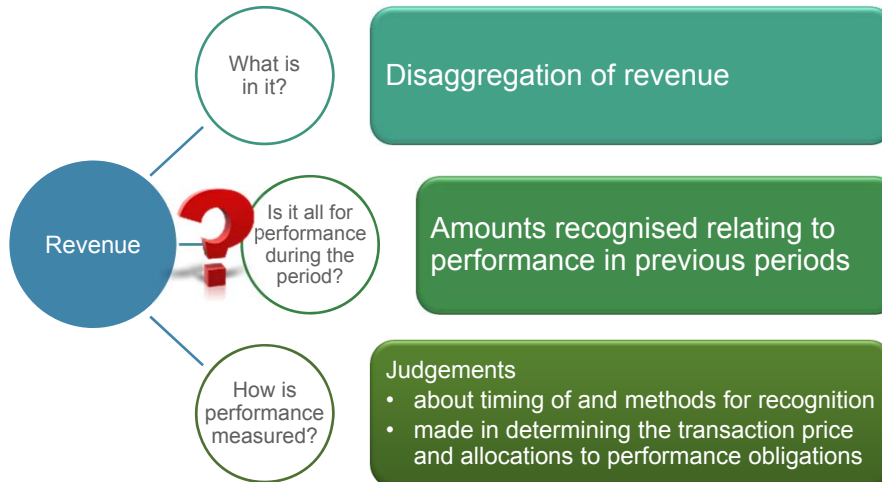 What is
in it?
Disaggregation of revenue
Revenue
?
Is it all for
performance
during the
period?
Amounts recognised relating to
performance in previous periods
How is
performance
measured?
Judgements
• about timing of and methods for recognition
• made in determining the transaction price
and allocations to performance obligations